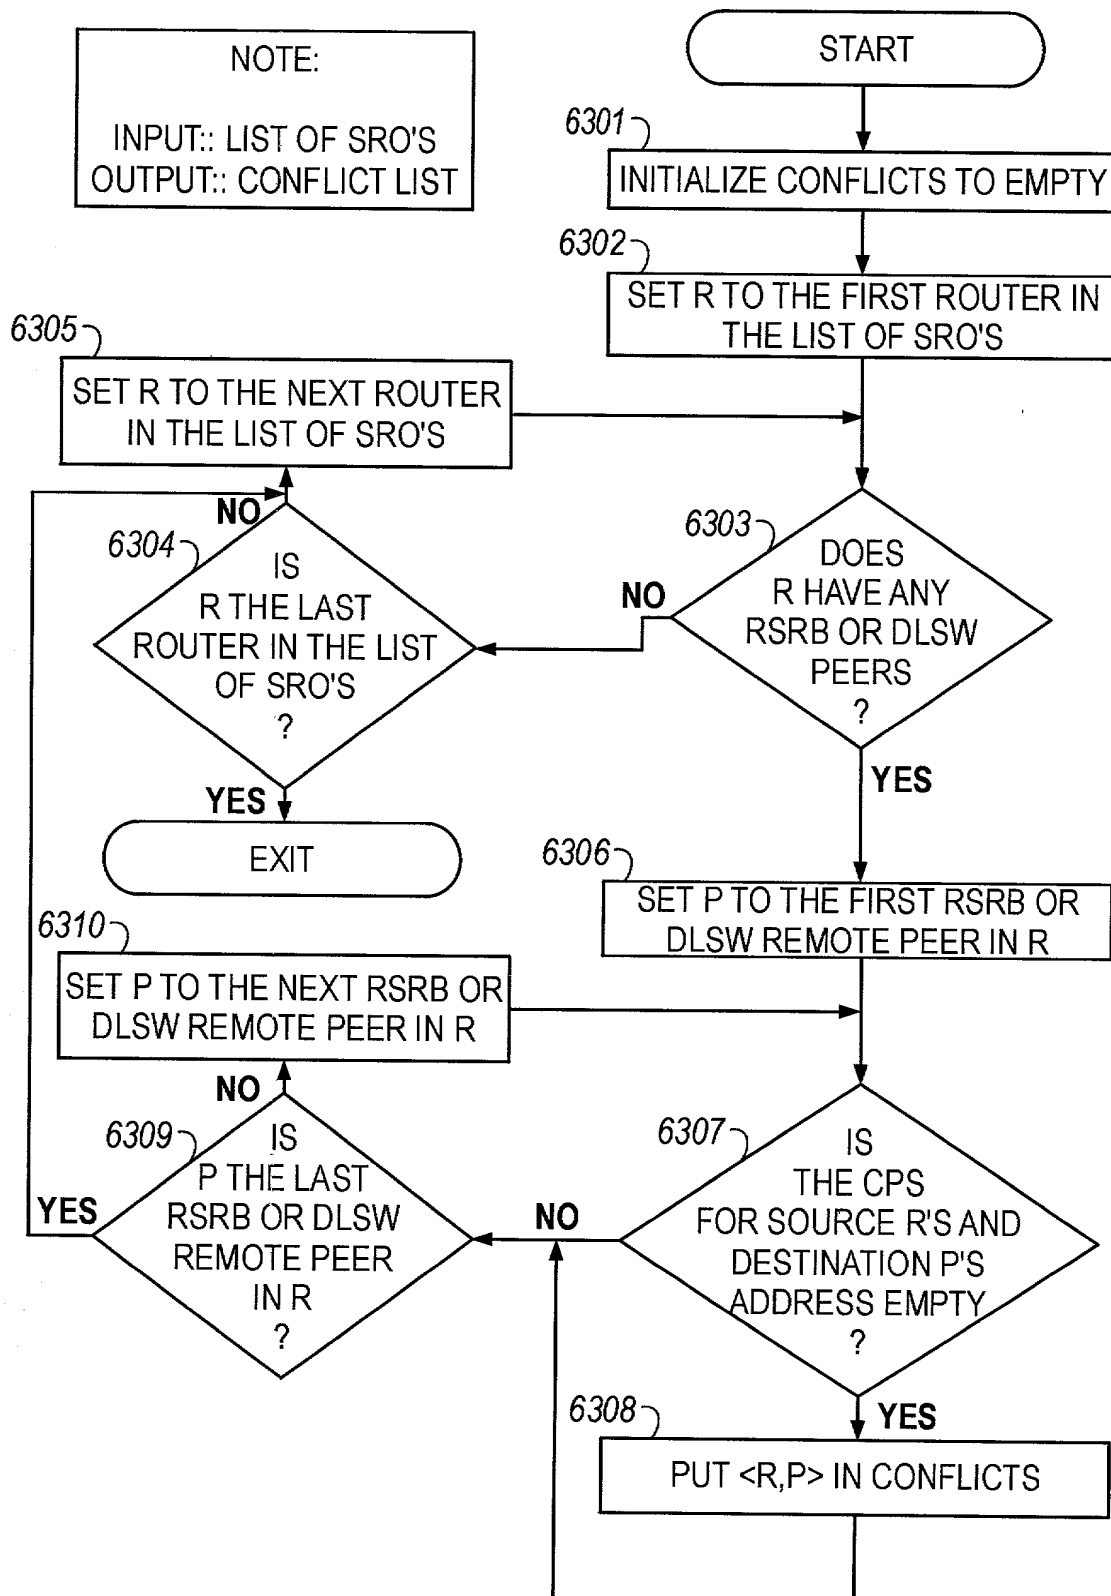 NOTE:
INPUT:: LIST OF SRO'S
OUTPUT:: CONFLICT LIST
START
6301
INITIALIZE CONFLICTS TO EMPTY
6302
SET R TO THE FIRST ROUTER IN
THE LIST OF SRO'S
6305
SET R TO THE NEXT ROUTER
IN THE LIST OF SRO'S
NO
6304
IS
R THE LAST
ROUTER IN THE LIST
OF SRO'S
?
YES
EXIT
6303
DOES
R HAVE ANY
RSRB OR DLSW
PEERS
?
NO
YES
6306
SET P TO THE FIRST RSRB OR
DLSW REMOTE PEER IN R
6310
SET P TO THE NEXT RSRB OR
DLSW REMOTE PEER IN R
NO
6309
IS
P THE LAST
RSRB OR DLSW
REMOTE PEER
IN R
?
YES
6307
IS
THE CPS
FOR SOURCE R'S AND
DESTINATION P'S
ADDRESS EMPTY
?
NO
YES
6308
PUT <R,P> IN CONFLICTS